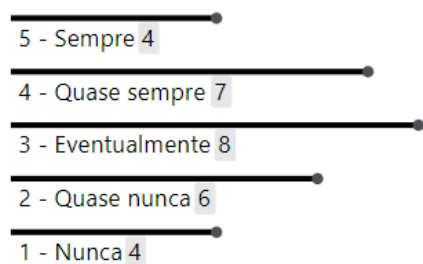 5 - Sempre 4
4 - Quase sempre 7
3 - Eventualmente 8
2 - Quase nunca 6
1 - Nunca 4